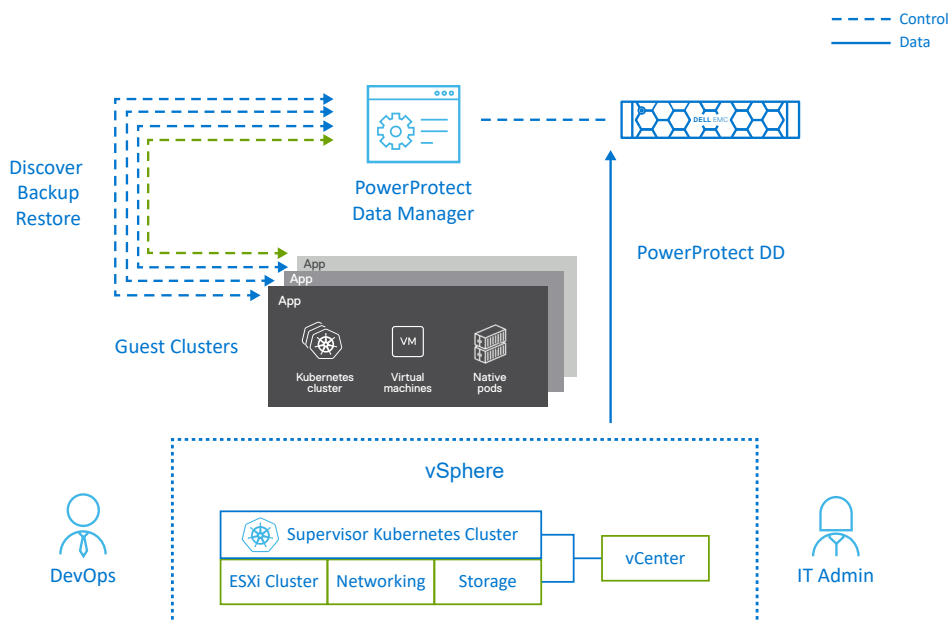 Control
Data
DELL EMC
PowerProtect
Data Manager
Discover
Backup
Restore
PowerProtect DD
App
App
App
Guest Clusters
VM
Kubernetes
cluster
Virtual
machines
Native
pods
vSphere
Supervisor Kubernetes Cluster
ESXi Cluster
Networking
Storage
vCenter
DevOps
IT Admin